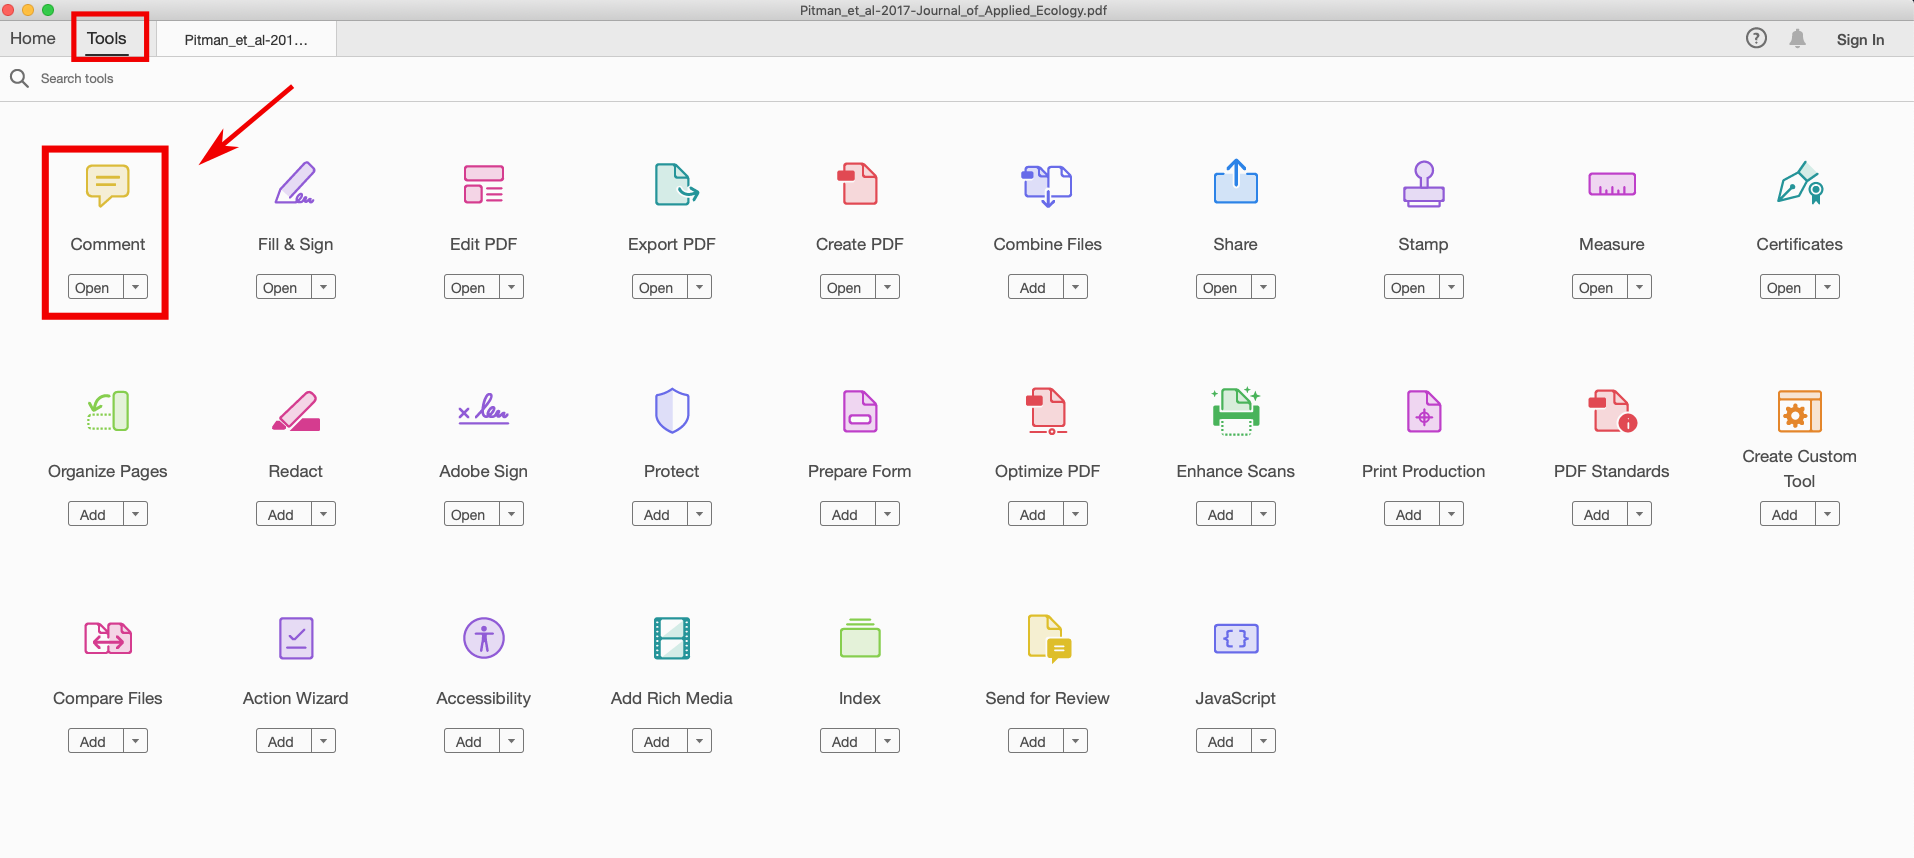 Pitman_et_al-2017-Journal_of_Applied_Ecology.pdf
Home Tools Pitman_et_al-201... Sign In
Search tools
Comment Fill & Sign Edit PDF Export PDF Create PDF Combine Files Share Stamp Measure Certificates
Open Open Open Open Open Add Open Open Open Open
Organize Pages Redact Adobe Sign Protect Prepare Form Optimize PDF Enhance Scans Print Production PDF Standards Create Custom
Tool
Add Add Open Add Add Add Add Add Add Add
Compare Files Action Wizard Accessibility Add Rich Media Index Send for Review JavaScript
Add Add Add Add Add Add Add